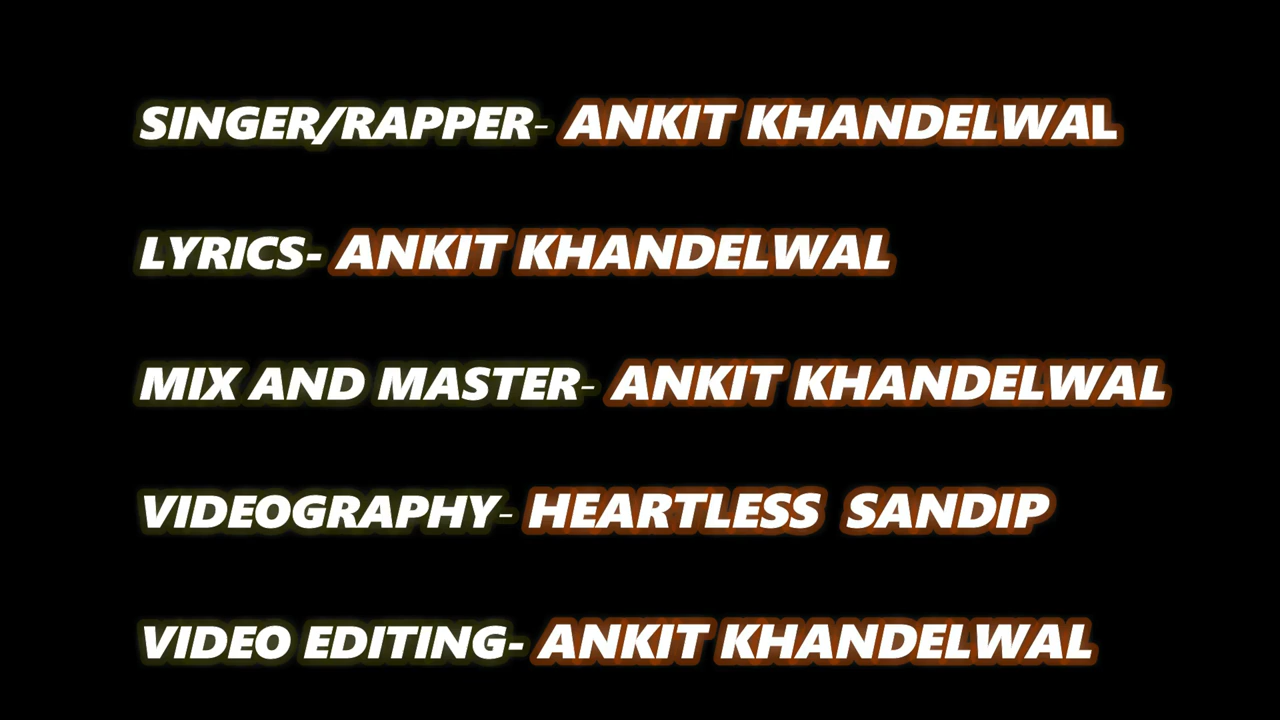 SINGER/RAPPER- ANKIT KHANDELWAL
LYRICS- ANKIT KHANDELWAL
MIX AND MASTER- ANKIT KHANDELWAL
VIDEOGRAPHY- HEARTLESS SANDIP
VIDEO EDITING- ANKIT KHANDELWAL